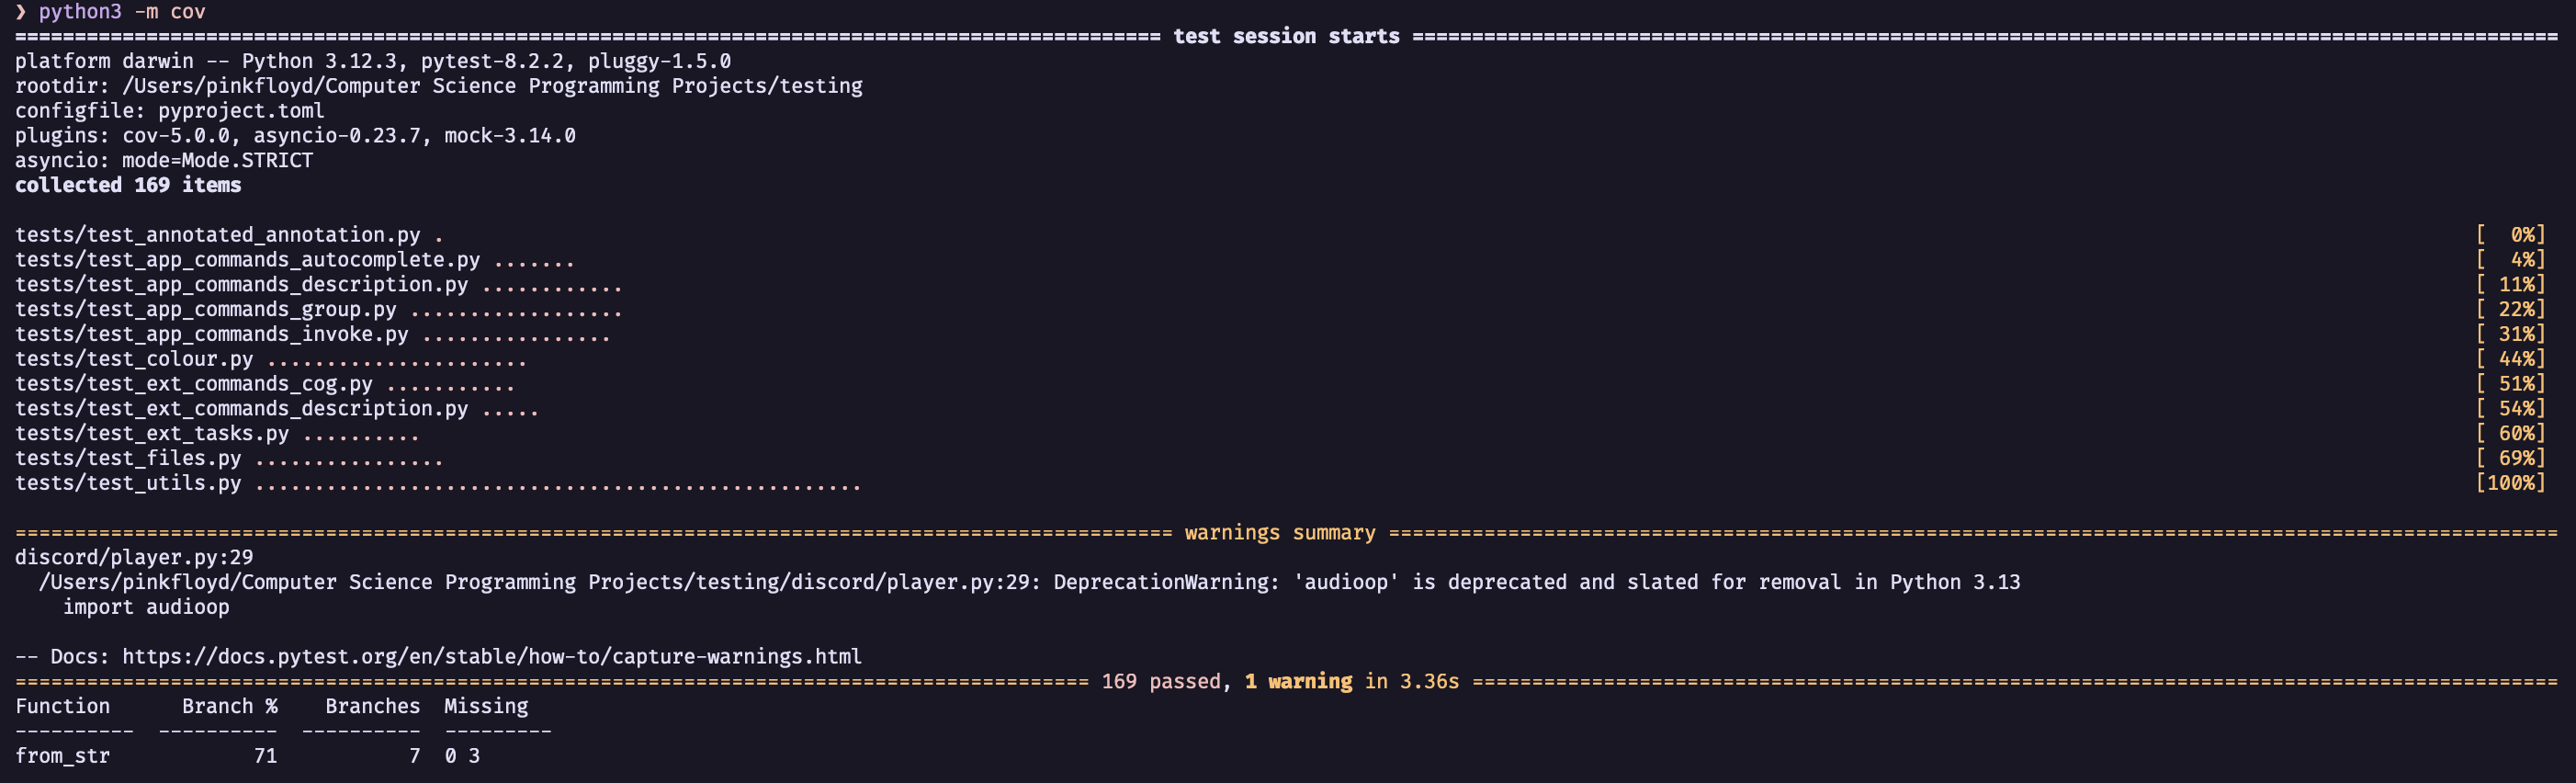 ❯ python3 -m cov
============================================================================================ test session starts ============================================================================================
platform darwin -- Python 3.12.3, pytest-8.2.2, pluggy-1.5.0
rootdir: /Users/pinkfloyd/Computer Science Programming Projects/testing
configfile: pyproject.toml
plugins: cov-5.0.0, asyncio-0.23.7, mock-3.14.0
asyncio: mode=Mode.STRICT
collected 169 items

tests/test_annotated_annotation.py . [  0%]
tests/test_app_commands_autocomplete.py ....... [  4%]
tests/test_app_commands_description.py ............ [ 11%]
tests/test_app_commands_group.py .................. [ 22%]
tests/test_app_commands_invoke.py ................ [ 31%]
tests/test_colour.py ...................... [ 44%]
tests/test_ext_commands_cog.py ........... [ 51%]
tests/test_ext_commands_description.py ..... [ 54%]
tests/test_ext_tasks.py .......... [ 60%]
tests/test_files.py ................ [ 69%]
tests/test_utils.py ................................................... [100%]

============================================================================================= warnings summary ==============================================================================================
discord/player.py:29
  /Users/pinkfloyd/Computer Science Programming Projects/testing/discord/player.py:29: DeprecationWarning: 'audioop' is deprecated and slated for removal in Python 3.13
    import audioop

-- Docs: https://docs.pytest.org/en/stable/how-to/capture-warnings.html
====================================================================================== 169 passed, 1 warning in 3.36s =======================================================================================
Function      Branch %    Branches  Missing
----------  ----------  ----------  ---------
from_str            71           7  0 3